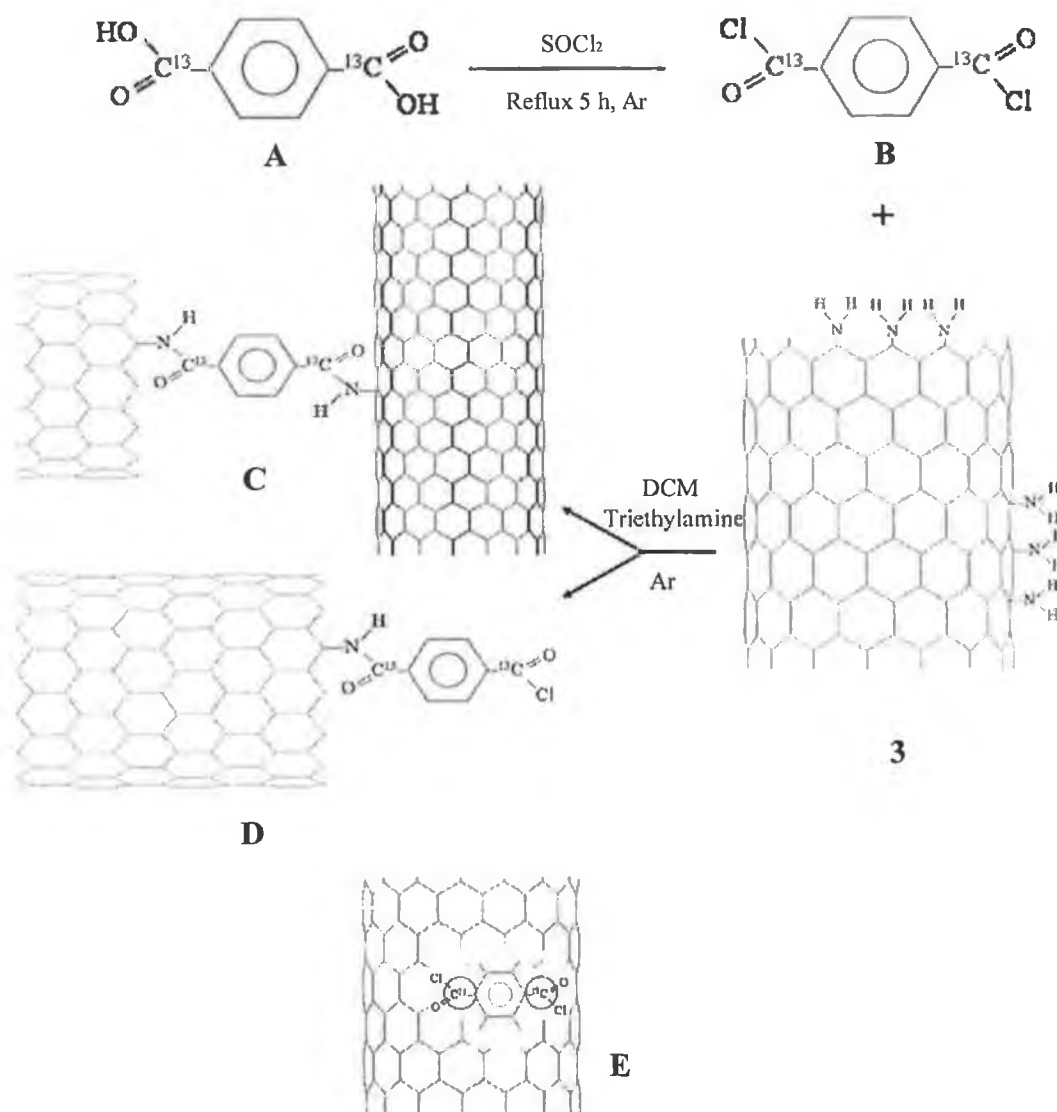 HO
O
C¹³
¹³C
O
OH
A
SOCl₂
Reflux 5 h, Ar
Cl
O
C¹³
¹³C
O
Cl
B
+
H
N
O
C¹³
¹³C
O
N
H
C
H H H H H H
N N N
N H
H
N H
H
N H
H
3
DCM
Triethylamine
Ar
H
N
O
C¹³
¹³C
O
Cl
D
Cl
O
C¹³
¹³C
O
Cl
E